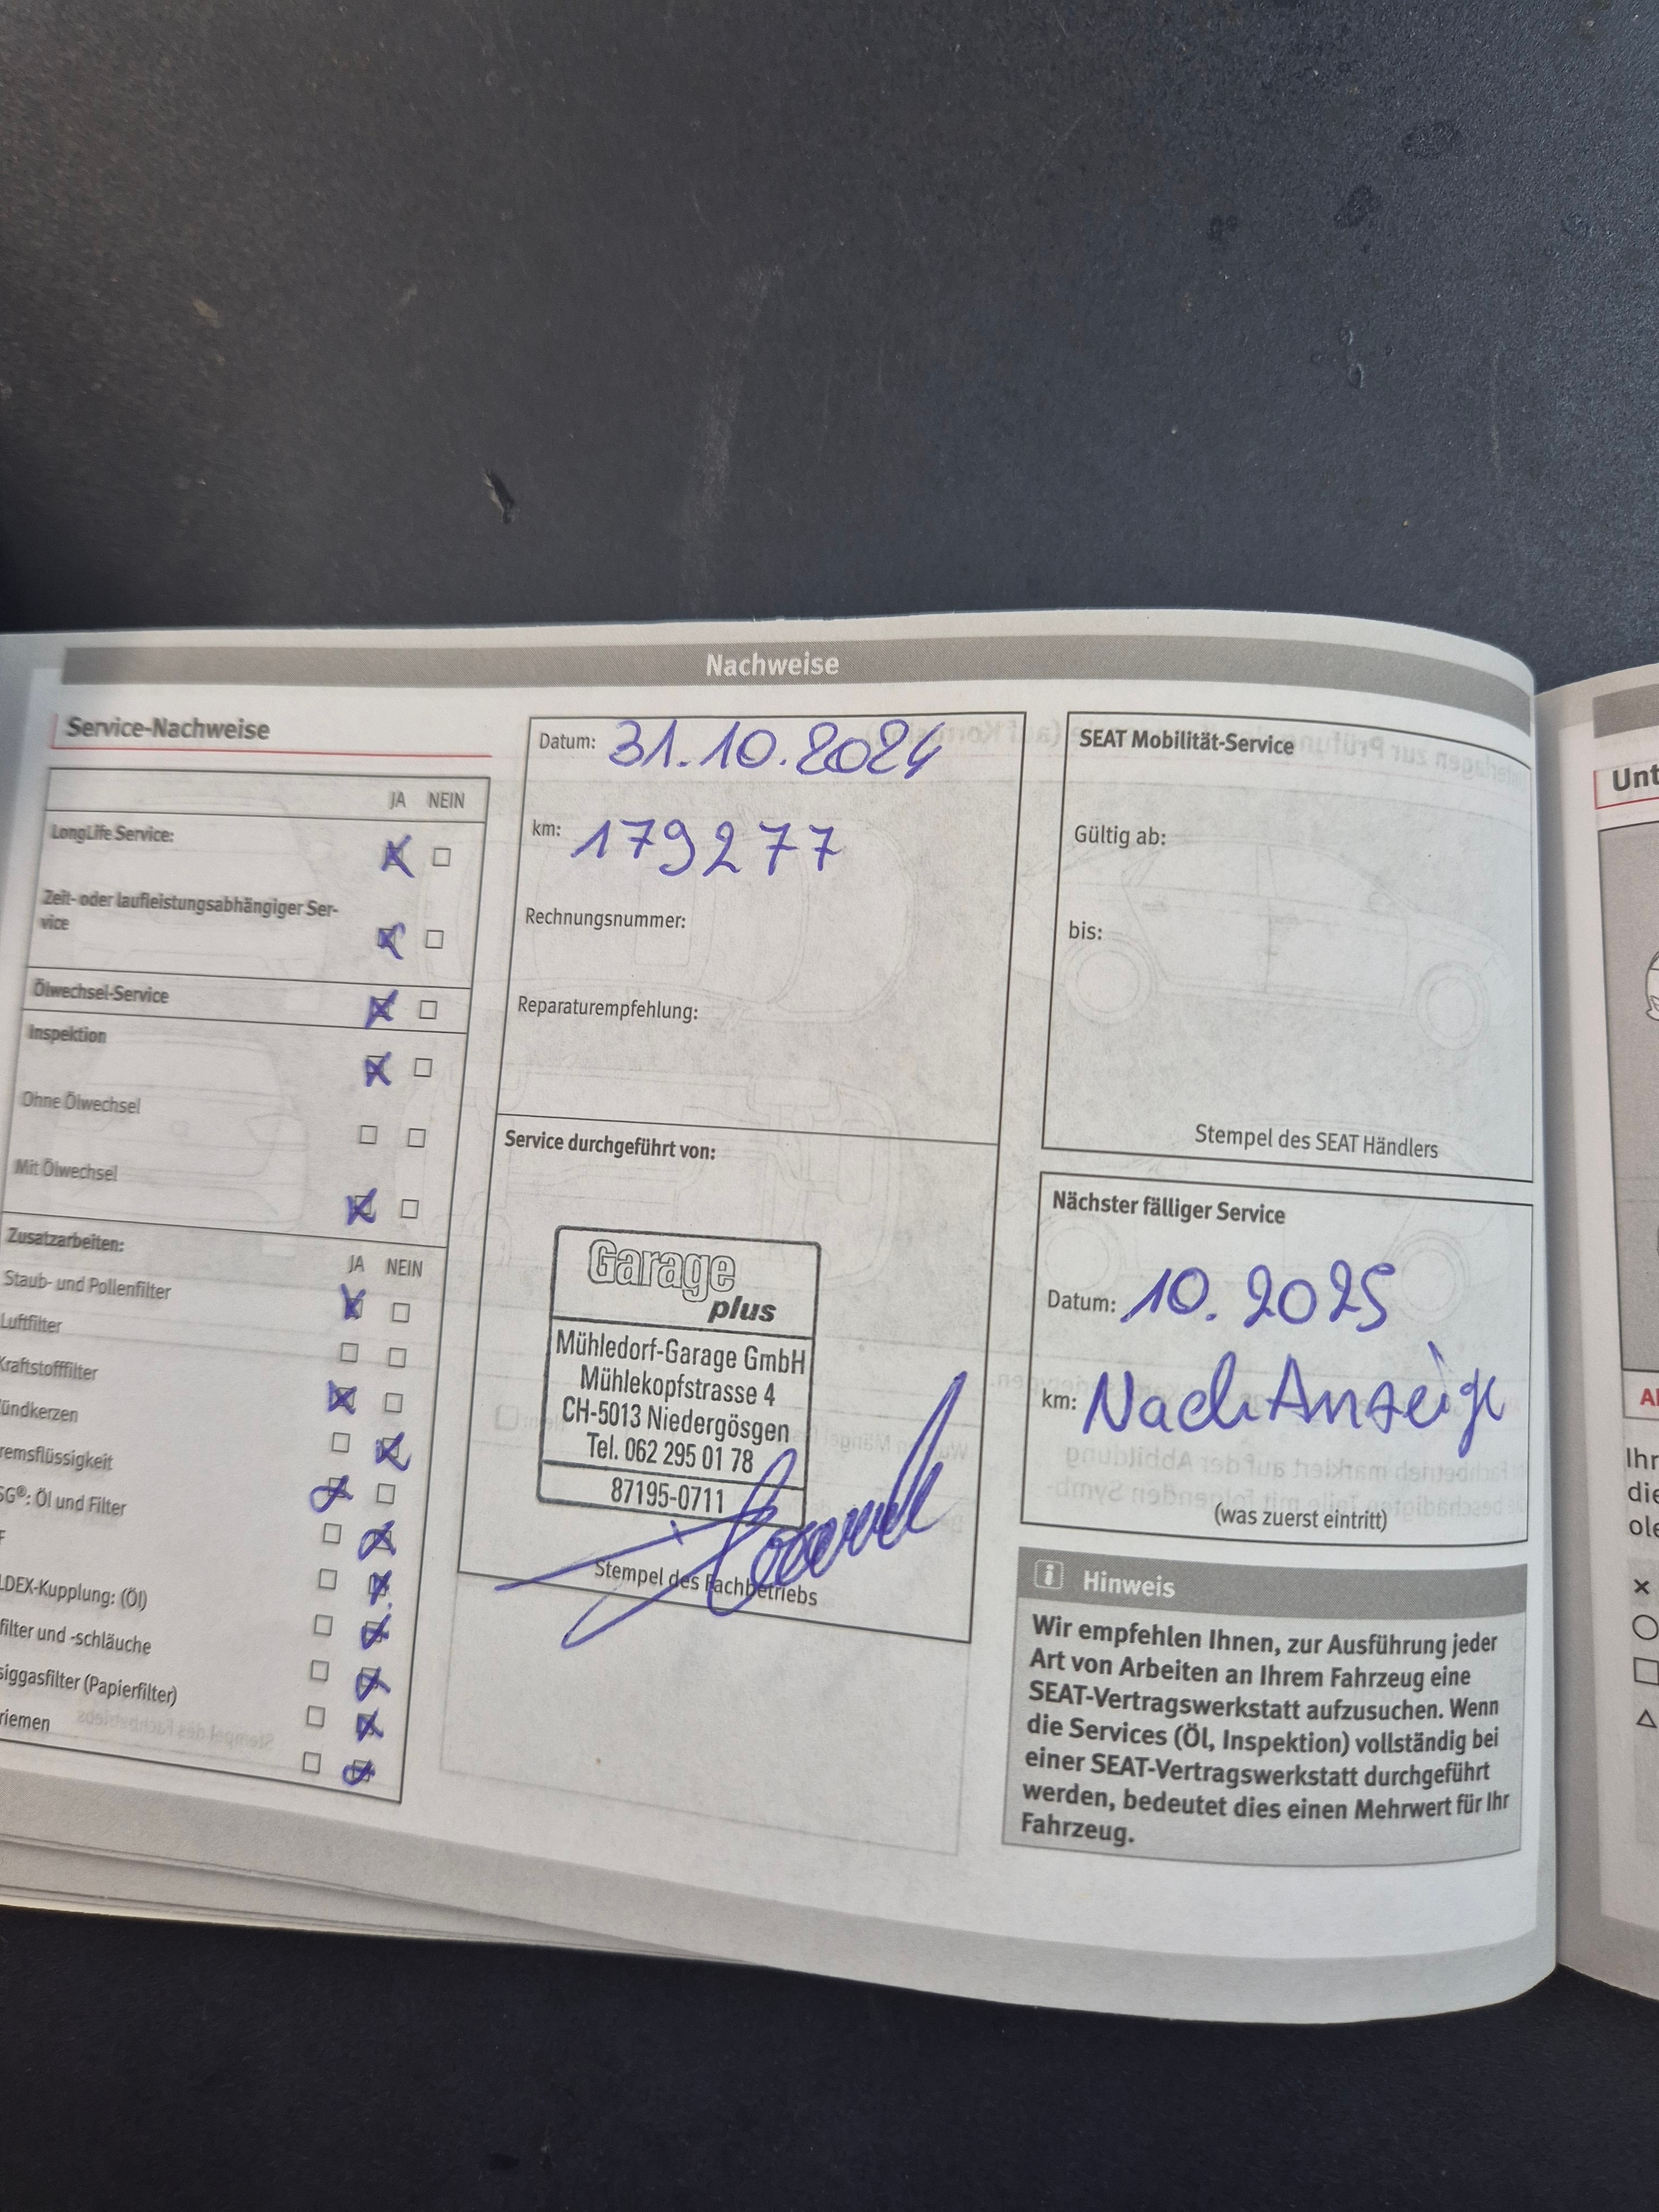 Nachweise
Service-Nachweise
JA NEIN
LongLife Service:
Zeit- oder laufleistungsabhängiger Ser-
vice
Ölwechsel-Service
Inspektion
Ohne Ölwechsel
Mit Ölwechsel
Zusatzarbeiten:
JA NEIN
Staub- und Pollenfilter
Luftfilter
Kraftstofffilter
ündkerzen
remsflüssigkeit
SG®: Öl und Filter
F
LDEX-Kupplung: (Öl)
filter und -schläuche
siggasfilter (Papierfilter)
riemen
Datum: 31.10.2024
km: 179277
Rechnungsnummer:
Reparaturempfehlung:
Service durchgeführt von:
Garage
plus
Mühledorf-Garage GmbH
Mühlekopfstrasse 4
CH-5013 Niedergösgen
Tel. 062 295 01 78
87195-0711
Stempel des Fachbetriebs
SEAT Mobilität-Service
Gültig ab:
bis:
Stempel des SEAT Händlers
Nächster fälliger Service
Datum: 10.2025
km: Nach Anzeige
(was zuerst eintritt)
i Hinweis
Wir empfehlen Ihnen, zur Ausführung jeder
Art von Arbeiten an Ihrem Fahrzeug eine
SEAT-Vertragswerkstatt aufzusuchen. Wenn
die Services (Öl, Inspektion) vollständig bei
einer SEAT-Vertragswerkstatt durchgeführt
werden, bedeutet dies einen Mehrwert für Ihr
Fahrzeug.
Unt
Ihr
die
ole